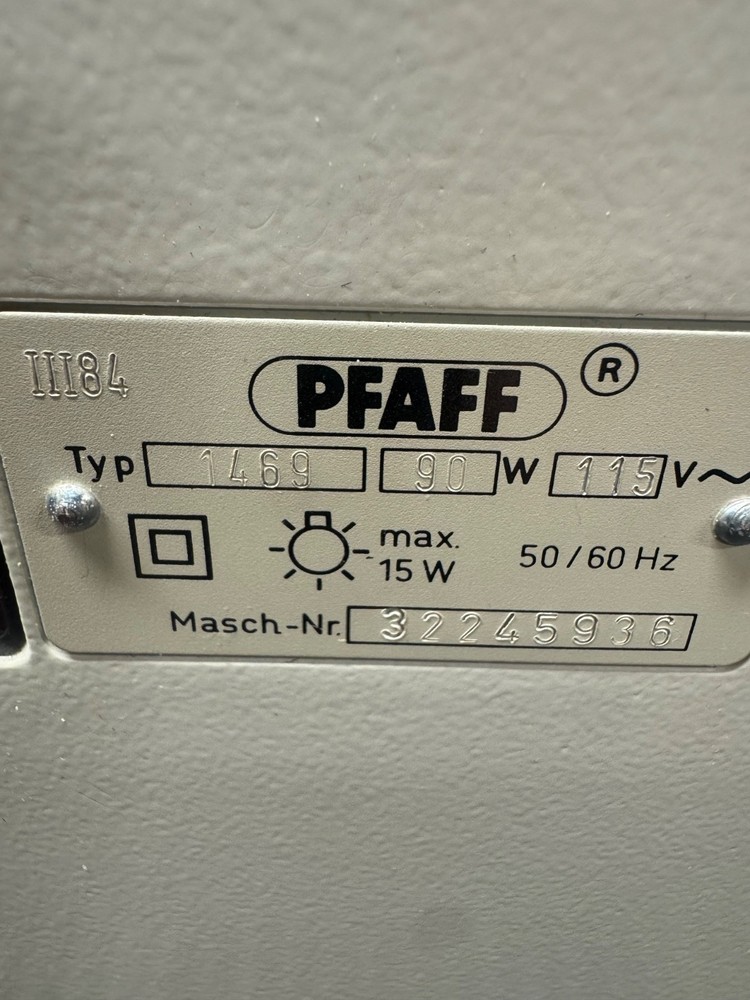 III84
PFAFF ®
Typ 1469 90 W 115 V~
max.
15 W
50/60 Hz
Masch-Nr. 32245936